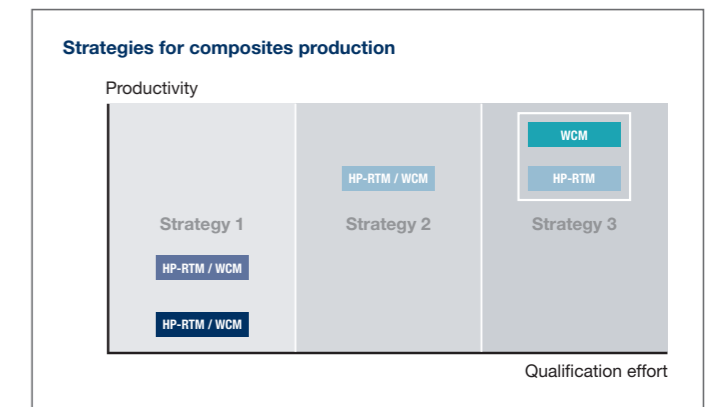 Strategies for composites production
Productivity
WCM
HP-RTM / WCM
HP-RTM
Strategy 1
Strategy 2
Strategy 3
HP-RTM / WCM
HP-RTM / WCM
Qualification effort